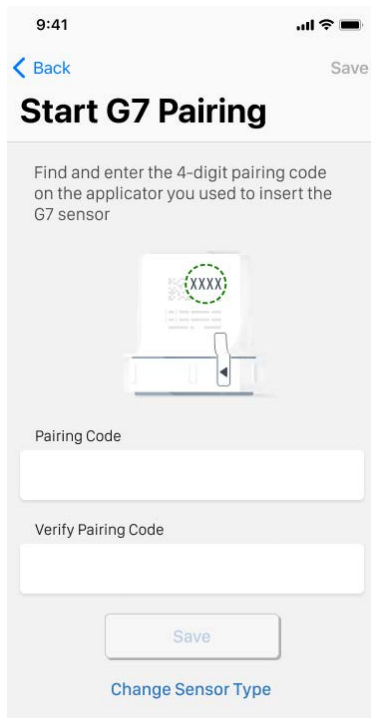 9:41
Back
Save
Start G7 Pairing
Find and enter the 4-digit pairing code
on the applicator you used to insert the
G7 sensor
XXXX
Pairing Code
Verify Pairing Code
Save
Change Sensor Type